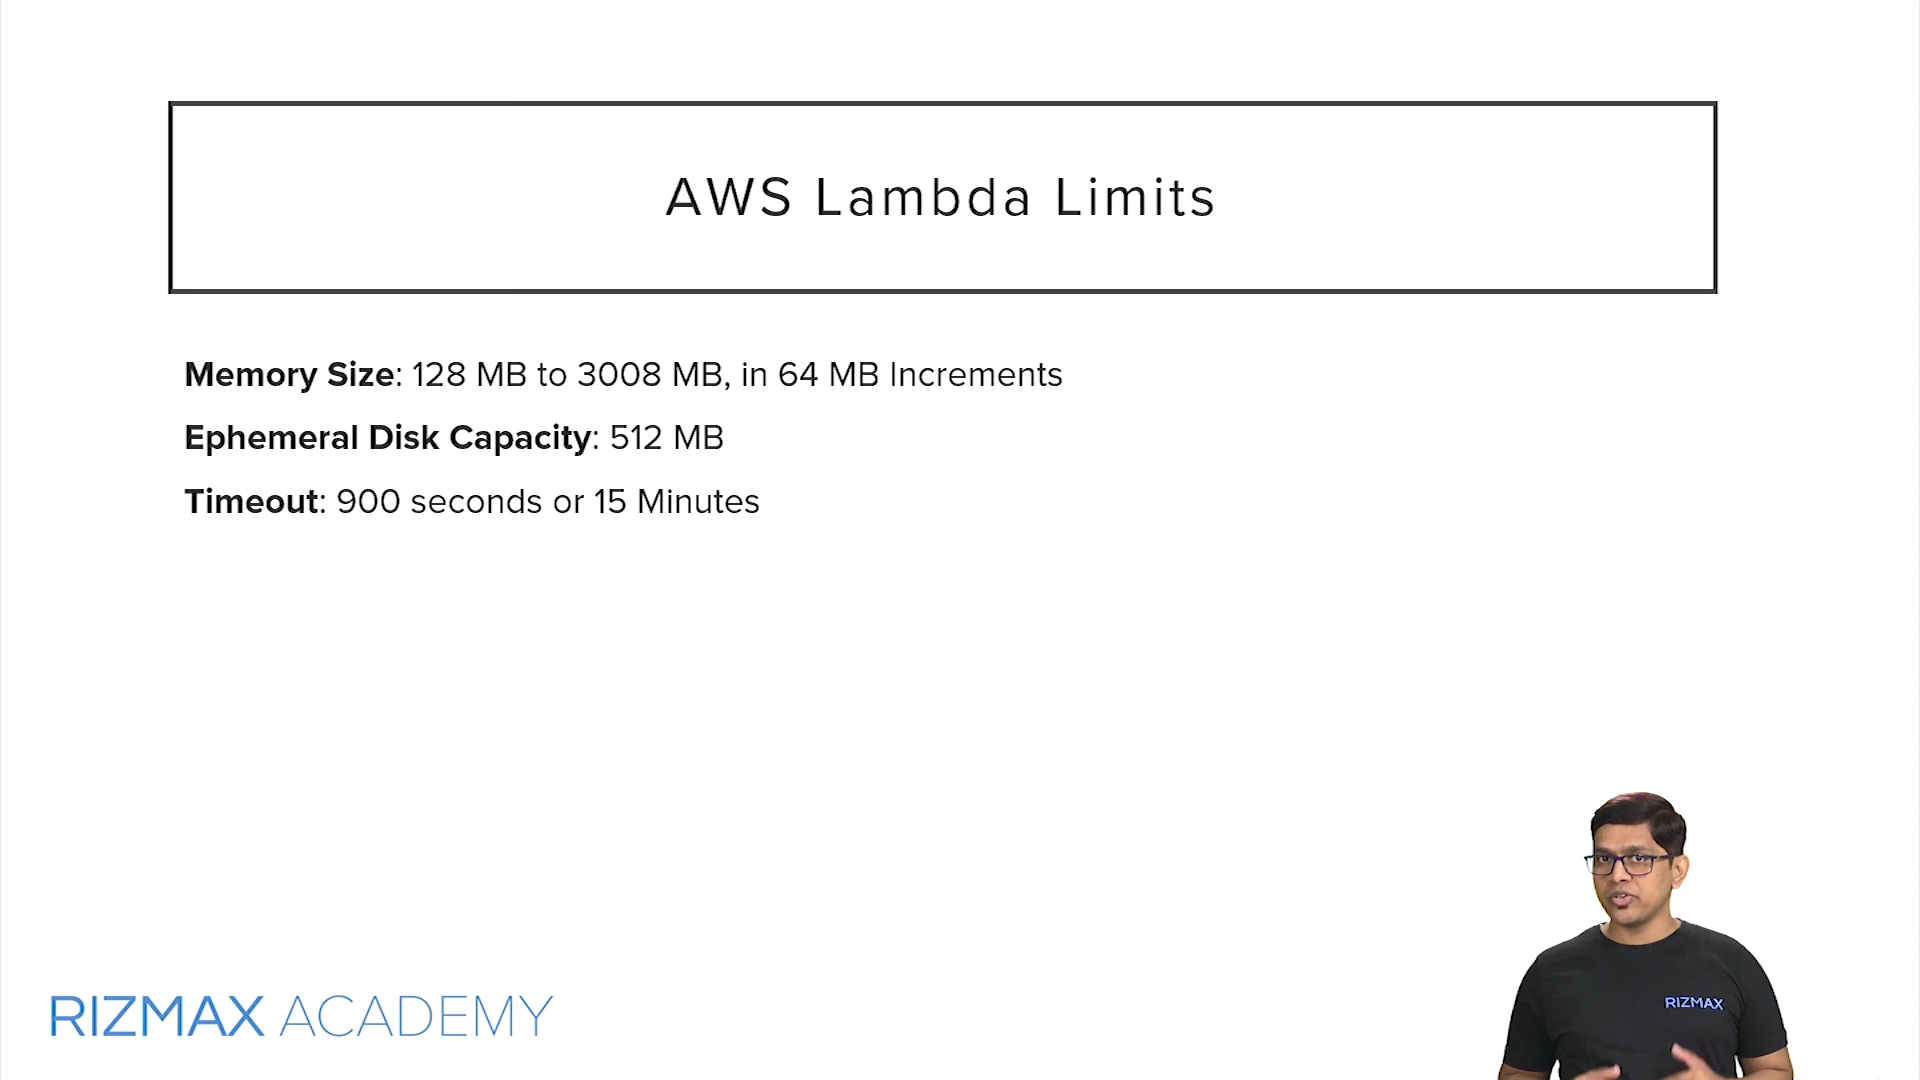 AWS Lambda Limits
Memory Size: 128 MB to 3008 MB, in 64 MB Increments
Ephemeral Disk Capacity: 512 MB
Timeout: 900 seconds or 15 Minutes
RIZMAX
RIZMAX ACADEMY